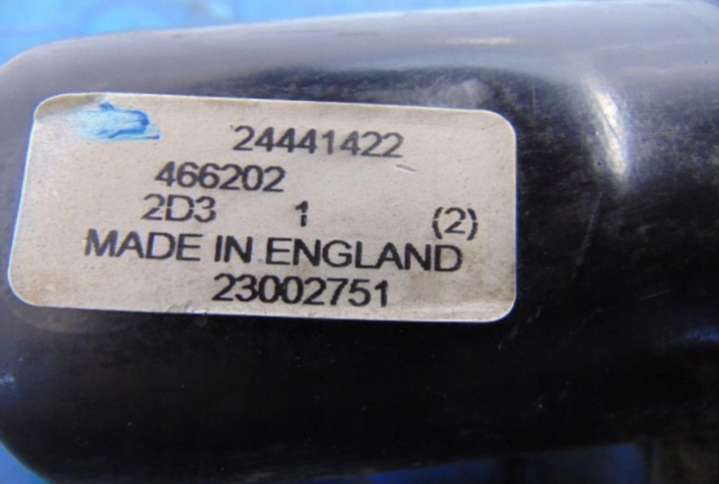 24441422
466202
2D3 1 (2)
MADE IN ENGLAND
23002751